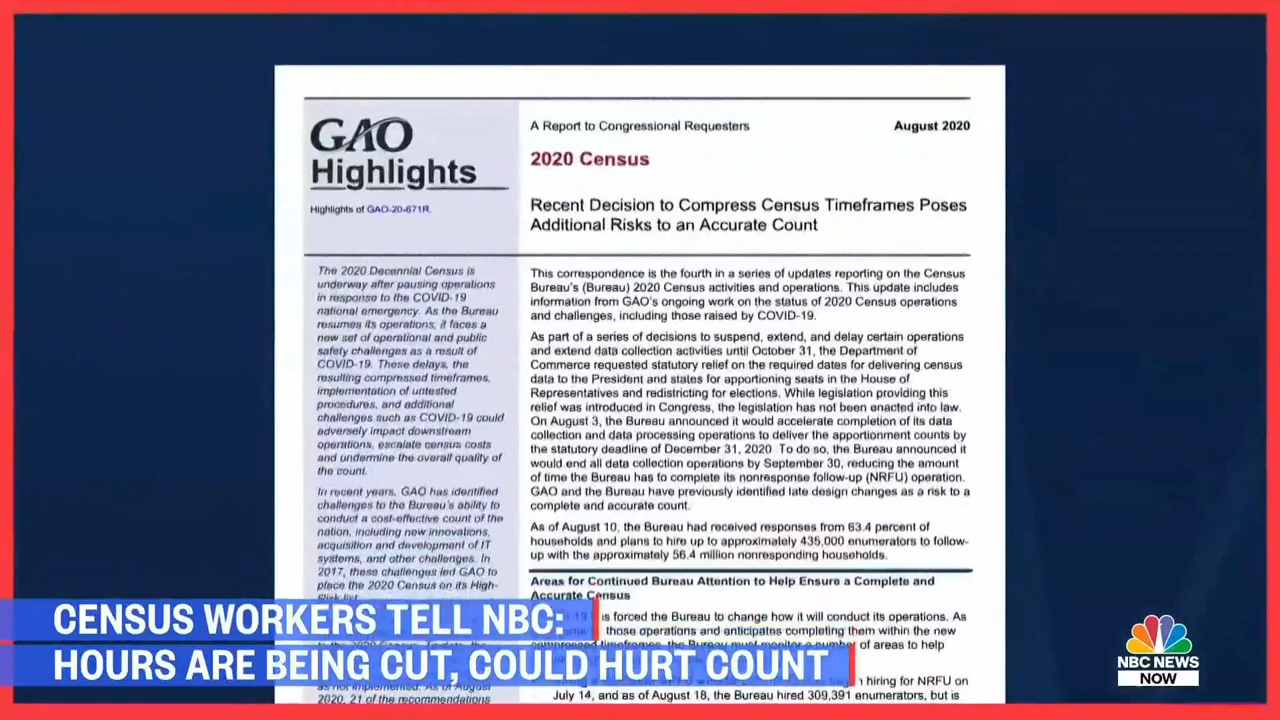 GAO
Highlights
Highlights of GAO-20-671R.
The 2020 Decennial Census is
underway after pausing operations
in response to the COVID-19
national emergency. As the Bureau
resumes its operations, it faces a
new set of operational and public
safety challenges as a result of
COVID-19. These delays, the
resulting compressed timeframes,
implementation of untested
procedures, and additional
challenges such as COVID-19 could
adversely impact downstream
operations, escalate census costs
and undermine the overall quality of
the count.
In recent years, GAO has identified
challenges to the Bureau's ability to
conduct a cost-effective count of the
nation, including new innovations,
acquisition and development of IT
systems, and other challenges. In
2017, these challenges led GAO to
place the 2020 Census on its High-
as not implemented. As of August
2020, 21 of the recommendations
A Report to Congressional Requesters
August 2020
2020 Census
Recent Decision to Compress Census Timeframes Poses
Additional Risks to an Accurate Count
This correspondence is the fourth in a series of updates reporting on the Census
Bureau's (Bureau) 2020 Census activities and operations. This update includes
information from GAO's ongoing work on the status of 2020 Census operations
and challenges, including those raised by COVID-19.
As part of a series of decisions to suspend, extend, and delay certain operations
and extend data collection activities until October 31, the Department of
Commerce requested statutory relief on the required dates for delivering census
data to the President and states for apportioning seats in the House of
Representatives and redistricting for elections. While legislation providing this
relief was introduced in Congress, the legislation has not been enacted into law.
On August 3, the Bureau announced it would accelerate completion of its data
collection and data processing operations to deliver the apportionment counts by
the statutory deadline of December 31, 2020. To do so, the Bureau announced it
would end all data collection operations by September 30, reducing the amount
of time the Bureau has to complete its nonresponse follow-up (NRFU) operation.
GAO and the Bureau have previously identified late design changes as a risk to a
complete and accurate count.
As of August 10, the Bureau had received responses from 63.4 percent of
households and plans to hire up to approximately 435,000 enumerators to follow-
up with the approximately 56.4 million nonresponding households.
Areas for Continued Bureau Attention to Help Ensure a Complete and
Accurate Census
forced the Bureau to change how it will conduct its operations. As
those operations and anticipates completing them within the new
of areas to help
hiring for NRFU on
July 14, and as of August 18, the Bureau hired 309,391 enumerators, but is
CENSUS WORKERS TELL NBC:
HOURS ARE BEING CUT, COULD HURT COUNT
NBC NEWS
NOW